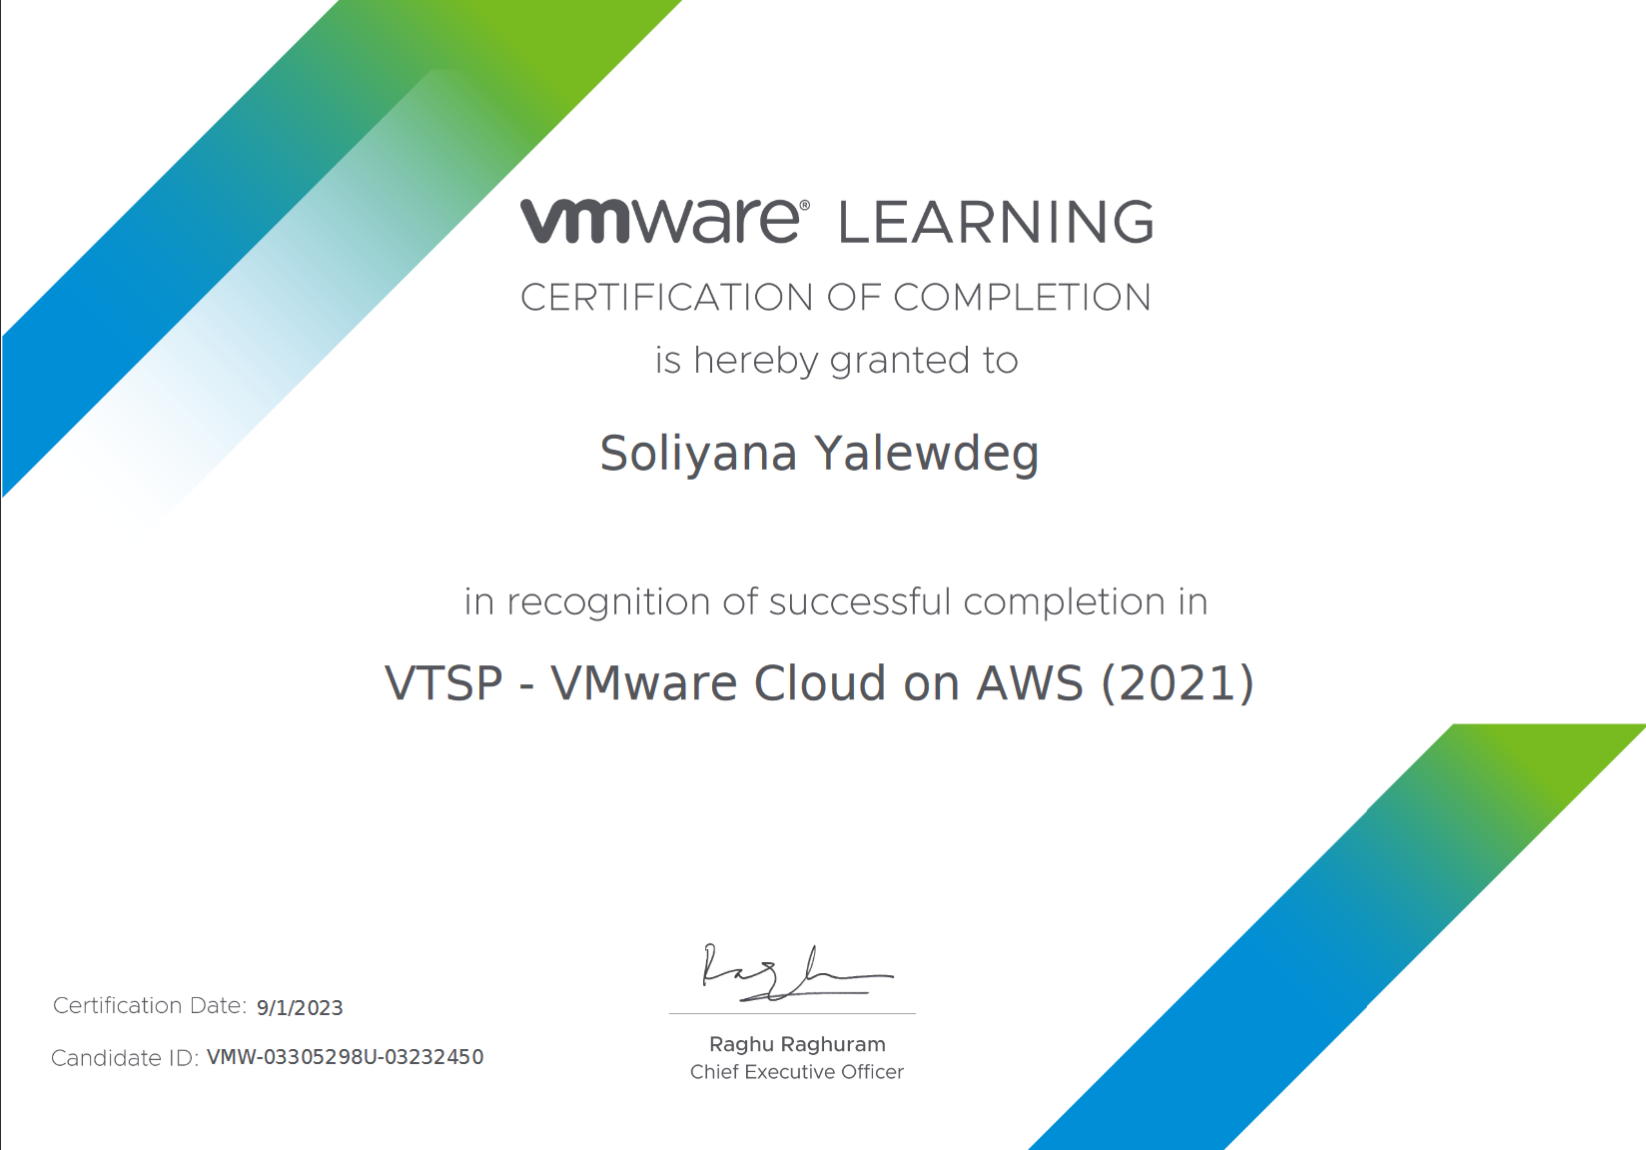 vmware® LEARNING
CERTIFICATION OF COMPLETION
is hereby granted to
Soliyana Yalewdeg
in recognition of successful completion in
VTSP - VMware Cloud on AWS (2021)
Certification Date: 9/1/2023
Candidate ID: VMW-03305298U-03232450
Ragh
Raghu Raghuram
Chief Executive Officer